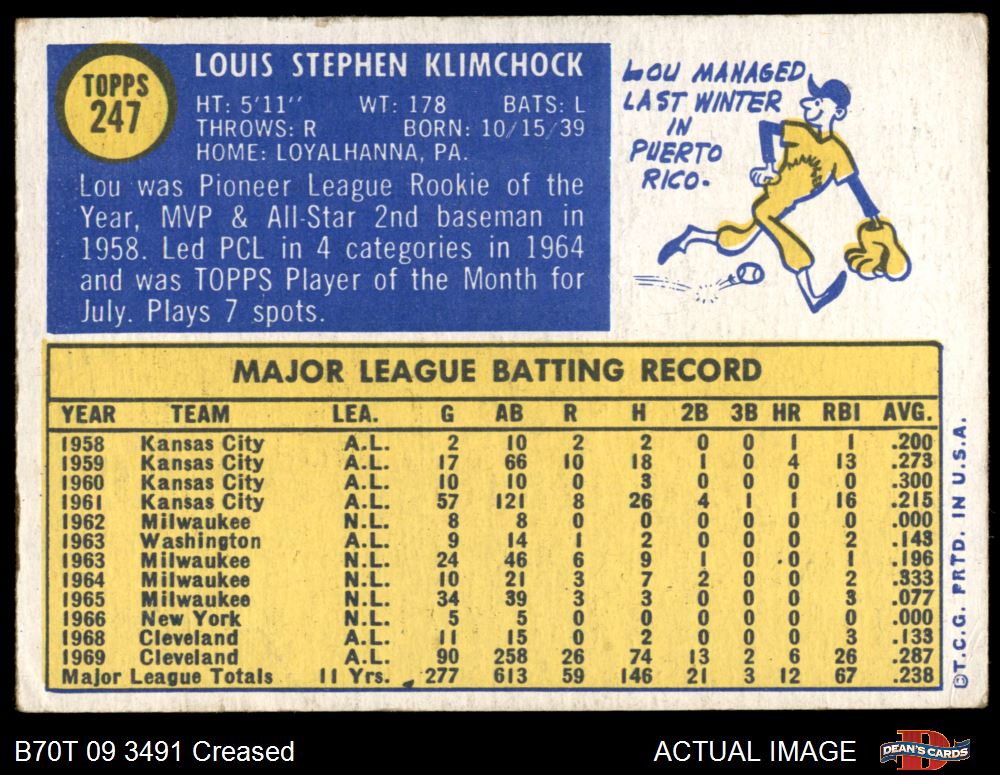 TOPPS
247
LOUIS STEPHEN KLIMCHOCK
HT: 5'11'' WT: 178 BATS: L
THROWS: R BORN: 10/15/39
HOME: LOYALHANNA, PA.
Lou was Pioneer League Rookie of the
Year, MVP & All-Star 2nd baseman in
1958. Led PCL in 4 categories in 1964
and was TOPPS Player of the Month for
July. Plays 7 spots.
LOU MANAGED
LAST WINTER
IN
PUERTO
RICO.
MAJOR LEAGUE BATTING RECORD
YEAR TEAM LEA. G AB R H 2B 3B HR RBI AVG.
1958 Kansas City A.L. 2 10 2 2 0 0 1 1 .200
1959 Kansas City A.L. 17 66 10 18 1 0 4 13 .273
1960 Kansas City A.L. 10 10 0 3 0 0 0 0 .300
1961 Kansas City A.L. 57 121 8 26 4 1 1 16 .215
1962 Milwaukee N.L. 8 8 0 0 0 0 0 0 .000
1963 Washington A.L. 9 14 1 2 0 0 0 2 .143
1963 Milwaukee N.L. 24 46 6 9 1 0 0 1 .196
1964 Milwaukee N.L. 10 21 3 7 2 0 0 2 .333
1965 Milwaukee N.L. 34 39 3 3 0 0 0 3 .077
1966 New York N.L. 5 5 0 0 0 0 0 0 .000
1968 Cleveland A.L. 11 15 0 2 0 0 0 3 .133
1969 Cleveland A.L. 90 258 26 74 13 2 6 26 .287
Major League Totals 11 Yrs. 277 613 59 146 21 3 12 67 .238
©T.C.G. PRTD. IN U.S.A.
B70T 09 3491 Creased
ACTUAL IMAGE
D
DEAN'S CARDS